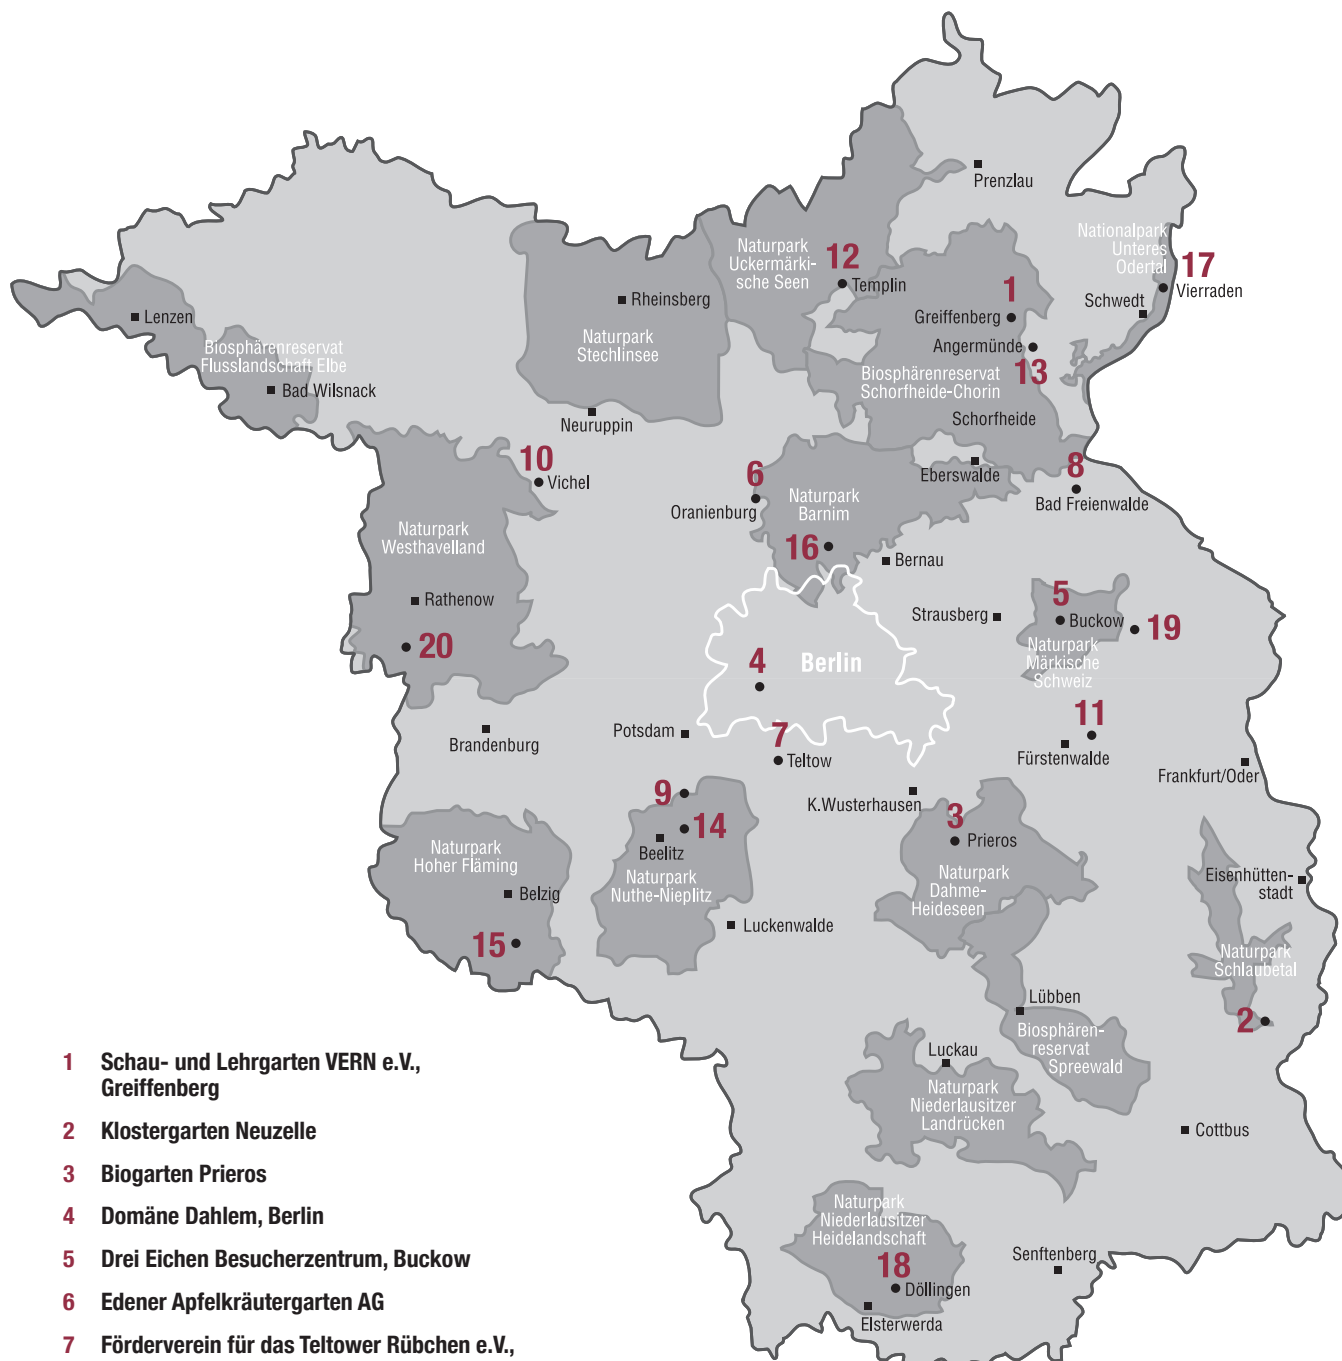 Prenzlau
Nationalpark
Unteres
Odertal
17
Vierraden
Schwedt
Naturpark
Uckermärki-
sche Seen
12
Templin
1
Greiffenberg
Angermünde
13
Biosphärenreservat
Schorfheide-Chorin
Schorfheide
Rheinsberg
Naturpark
Stechlinsee
Neuruppin
Lenzen
Biosphärenreservat
Flusslandschaft Elbe
Bad Wilsnack
10
Vichel
6
Oranienburg
Naturpark
Barnim
16
Eberswalde
8
Bad Freienwalde
Bernau
Naturpark
Westhavelland
Rathenow
20
Strausberg
5
Buckow
19
Naturpark
Märkische
Schweiz
4
Berlin
11
Fürstenwalde
Frankfurt/Oder
Brandenburg
Potsdam
7
Teltow
K.Wusterhausen
9
14
Beelitz
Naturpark
Nuthe-Nieplitz
3
Prieros
Naturpark
Dahme-
Heideseen
Naturpark
Hoher Fläming
Belzig
15
Luckenwalde
Eisenhütten-
stadt
Naturpark
Schlaubetal
2
Lübben
Biosphären-
reservat
Spreewald
Luckau
Naturpark
Niederlausitzer
Landrücken
Cottbus
Naturpark
Niederlausitzer
Heidelandschaft
18
Döllingen
Elsterwerda
Senftenberg
1 Schau- und Lehrgarten VERN e.V.,
Greiffenberg
2 Klostergarten Neuzelle
3 Biogarten Prieros
4 Domäne Dahlem, Berlin
5 Drei Eichen Besucherzentrum, Buckow
6 Edener Apfelkräutergarten AG
7 Förderverein für das Teltower Rübchen e.V.,